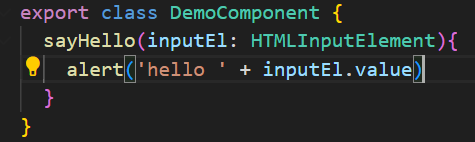 export class DemoComponent {
sayHello(inputEl: HTMLInputElement){
alert('hello ' + inputEl.value)
}
}